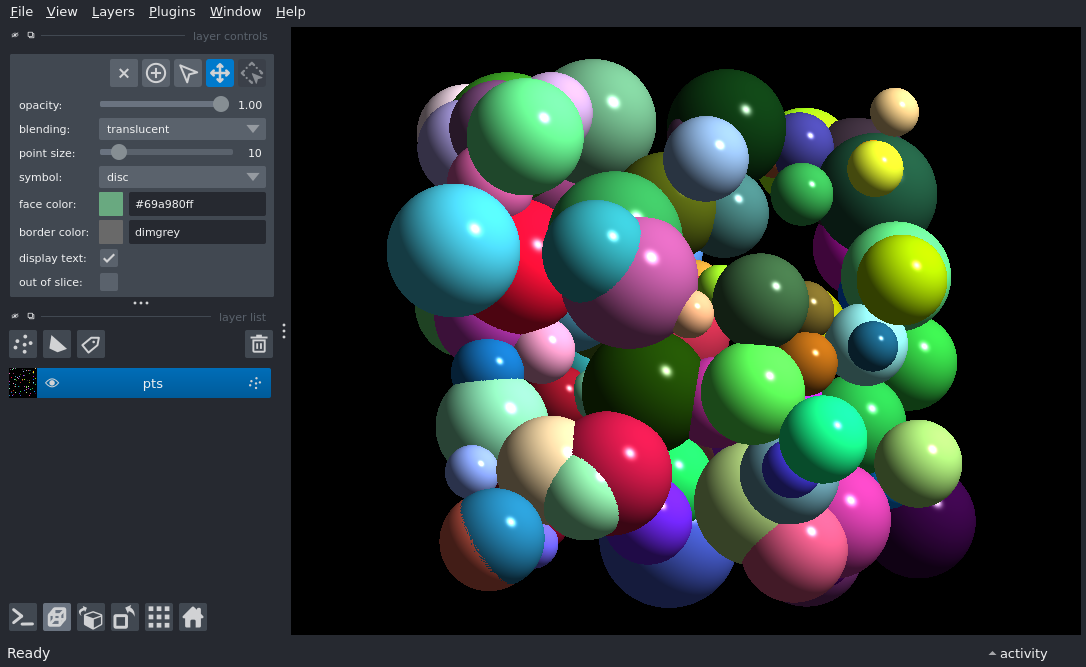 File View Layers Plugins Window Help
layer controls
opacity: 1.00
blending: translucent
point size: 10
symbol: disc
face color: #69a980ff
border color: dimgrey
display text:
out of slice:
layer list
pts
Ready activity